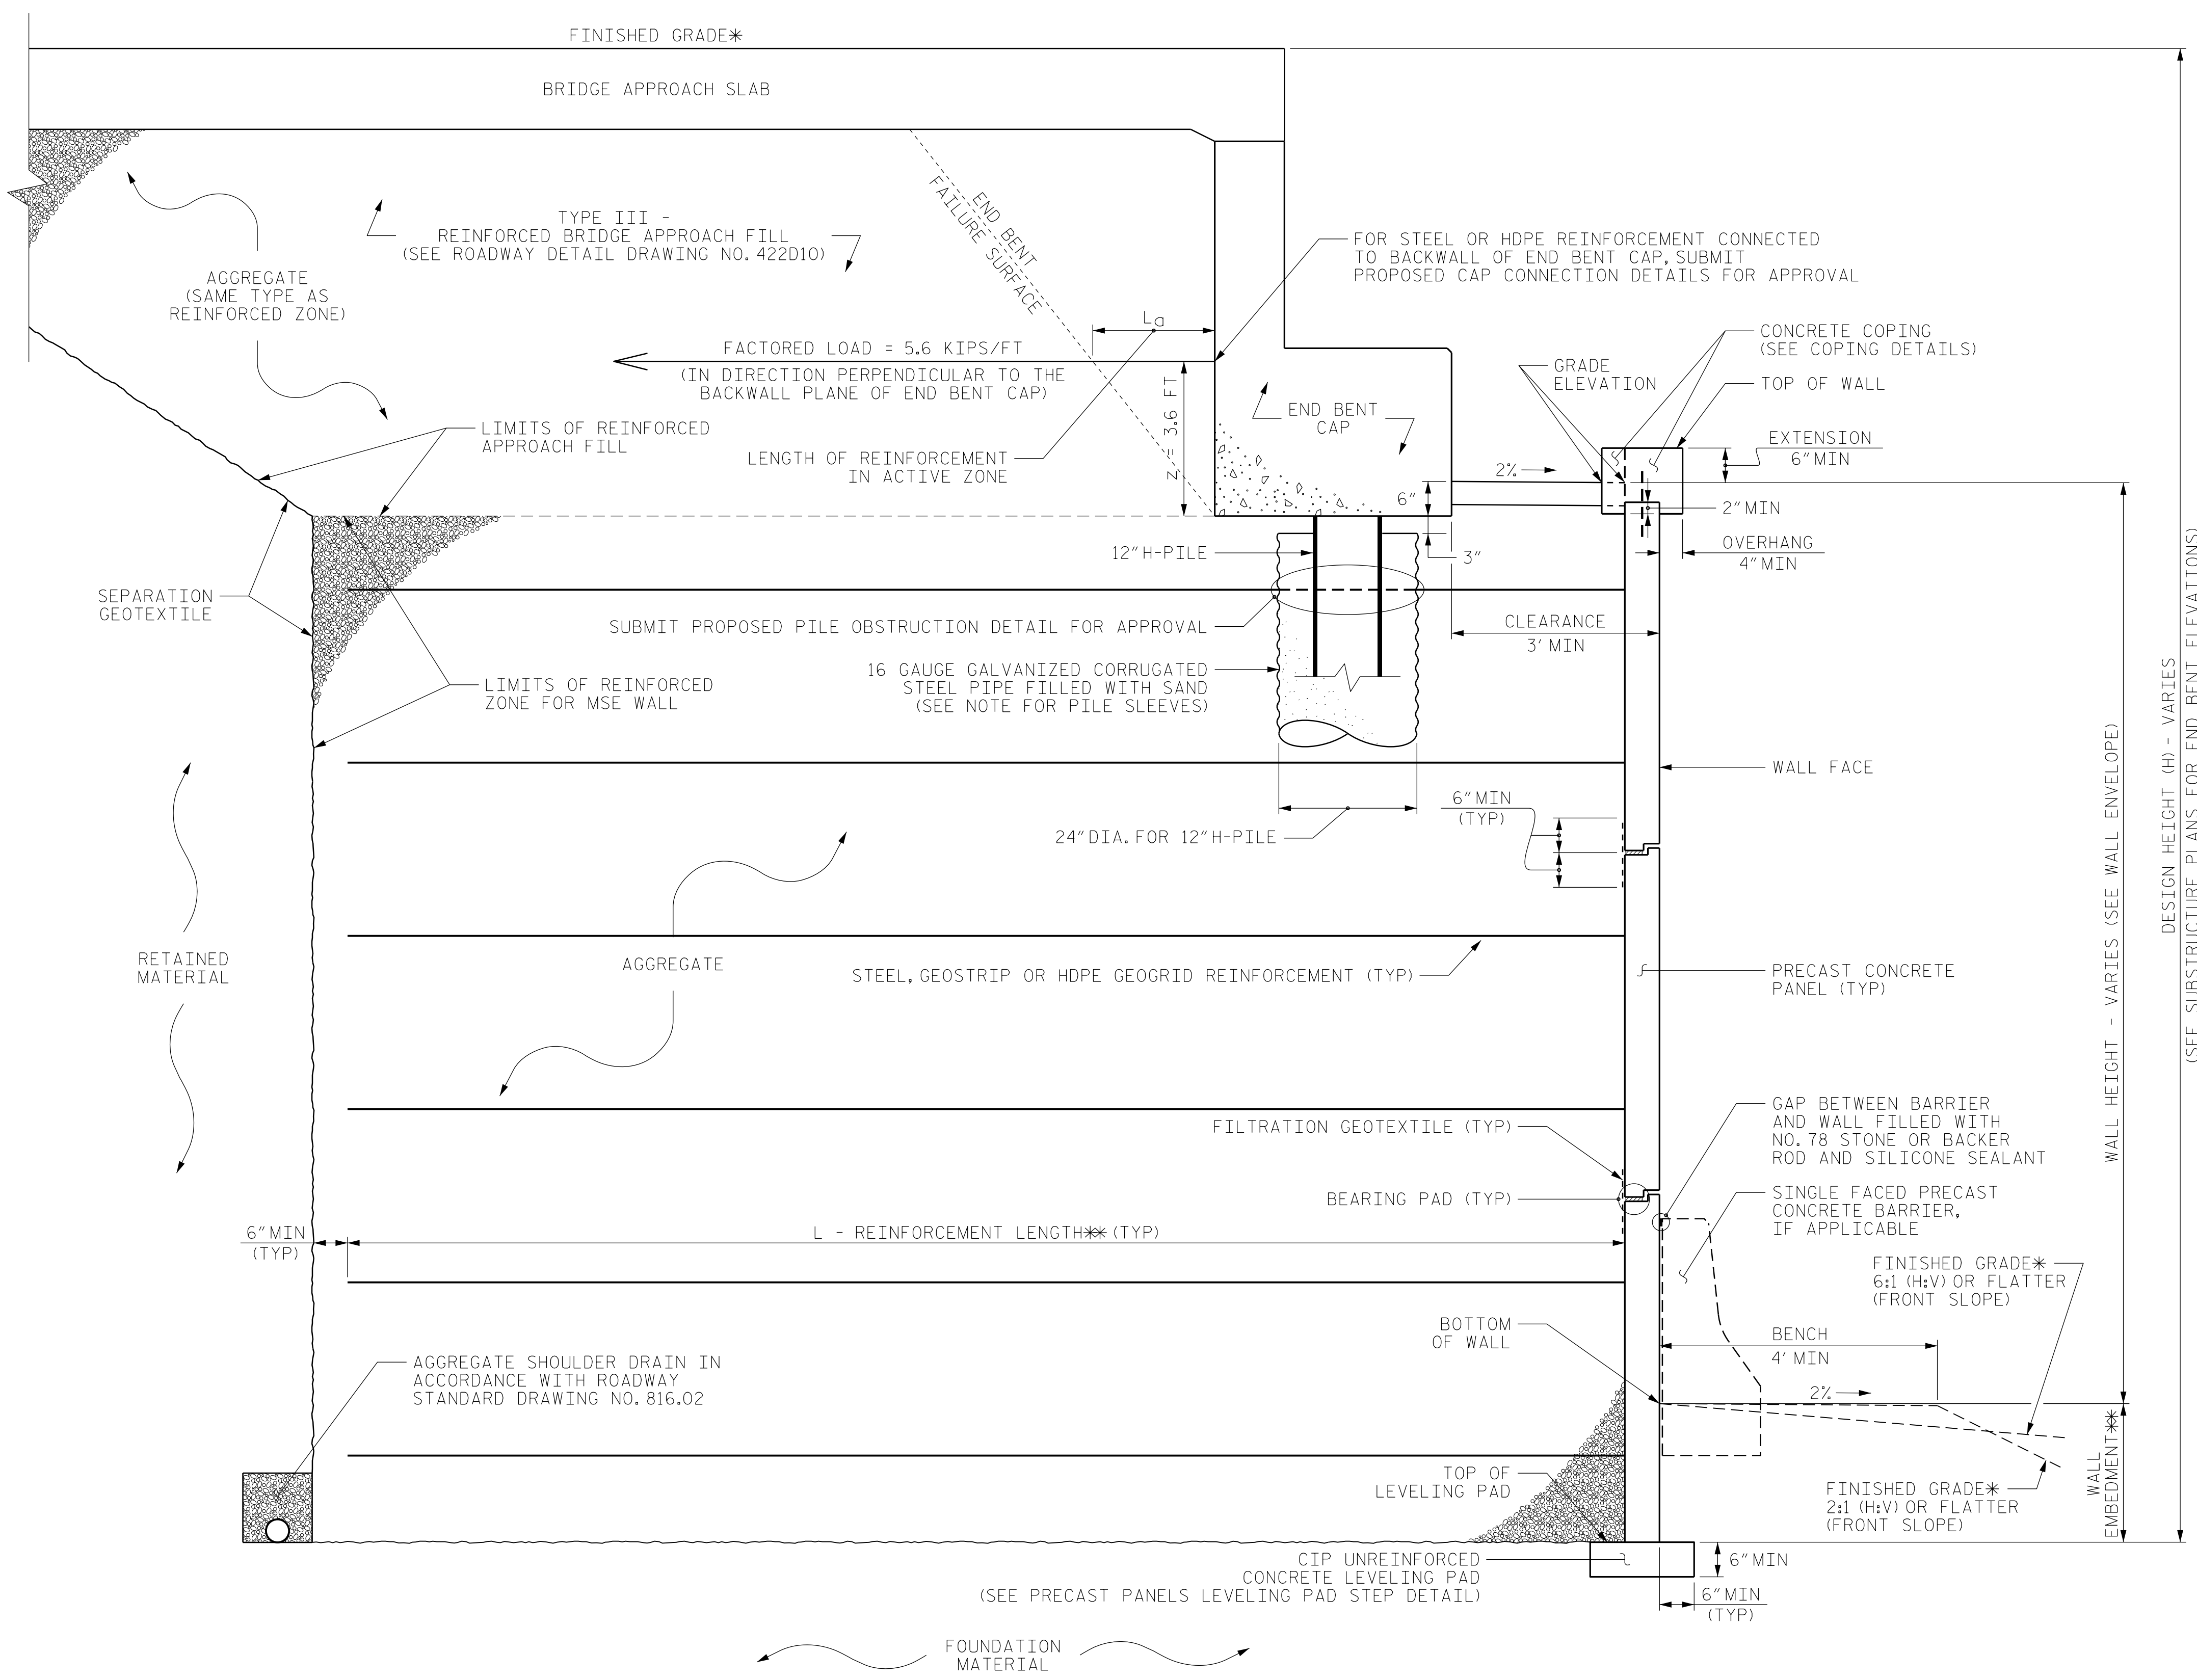 FINISHED GRADE*
BRIDGE APPROACH SLAB
END BENT
FAILURE SURFACE
TYPE III -
REINFORCED BRIDGE APPROACH FILL
(SEE ROADWAY DETAIL DRAWING NO. 422D10)
AGGREGATE
(SAME TYPE AS
REINFORCED ZONE)
FOR STEEL OR HDPE REINFORCEMENT CONNECTED
TO BACKWALL OF END BENT CAP, SUBMIT
PROPOSED CAP CONNECTION DETAILS FOR APPROVAL
La
FACTORED LOAD = 5.6 KIPS/FT
(IN DIRECTION PERPENDICULAR TO THE
BACKWALL PLANE OF END BENT CAP)
z = 3.6 FT
CONCRETE COPING
(SEE COPING DETAILS)
GRADE
ELEVATION
TOP OF WALL
END BENT
CAP
LIMITS OF REINFORCED
APPROACH FILL
LENGTH OF REINFORCEMENT
IN ACTIVE ZONE
EXTENSION
6" MIN
2%
6"
2" MIN
12" H-PILE
3"
OVERHANG
4" MIN
SEPARATION
GEOTEXTILE
SUBMIT PROPOSED PILE OBSTRUCTION DETAIL FOR APPROVAL
CLEARANCE
3' MIN
16 GAUGE GALVANIZED CORRUGATED
STEEL PIPE FILLED WITH SAND
(SEE NOTE FOR PILE SLEEVES)
LIMITS OF REINFORCED
ZONE FOR MSE WALL
WALL FACE
6" MIN
(TYP)
24" DIA. FOR 12" H-PILE
RETAINED
MATERIAL
AGGREGATE
STEEL, GEOSTRIP OR HDPE GEOGRID REINFORCEMENT (TYP)
PRECAST CONCRETE
PANEL (TYP)
WALL HEIGHT - VARIES (SEE WALL ENVELOPE)
DESIGN HEIGHT (H) - VARIES
(SEE SUBSTRUCTURE PLANS FOR END BENT ELEVATIONS)
FILTRATION GEOTEXTILE (TYP)
GAP BETWEEN BARRIER
AND WALL FILLED WITH
NO. 78 STONE OR BACKER
ROD AND SILICONE SEALANT
BEARING PAD (TYP)
SINGLE FACED PRECAST
CONCRETE BARRIER,
IF APPLICABLE
6" MIN
(TYP)
L - REINFORCEMENT LENGTH** (TYP)
FINISHED GRADE*
6:1 (H:V) OR FLATTER
(FRONT SLOPE)
BOTTOM
OF WALL
BENCH
4' MIN
2%
AGGREGATE SHOULDER DRAIN IN
ACCORDANCE WITH ROADWAY
STANDARD DRAWING NO. 816.02
WALL
EMBEDMENT**
TOP OF
LEVELING PAD
FINISHED GRADE*
2:1 (H:V) OR FLATTER
(FRONT SLOPE)
CIP UNREINFORCED
CONCRETE LEVELING PAD
(SEE PRECAST PANELS LEVELING PAD STEP DETAIL)
6" MIN
6" MIN
(TYP)
FOUNDATION
MATERIAL